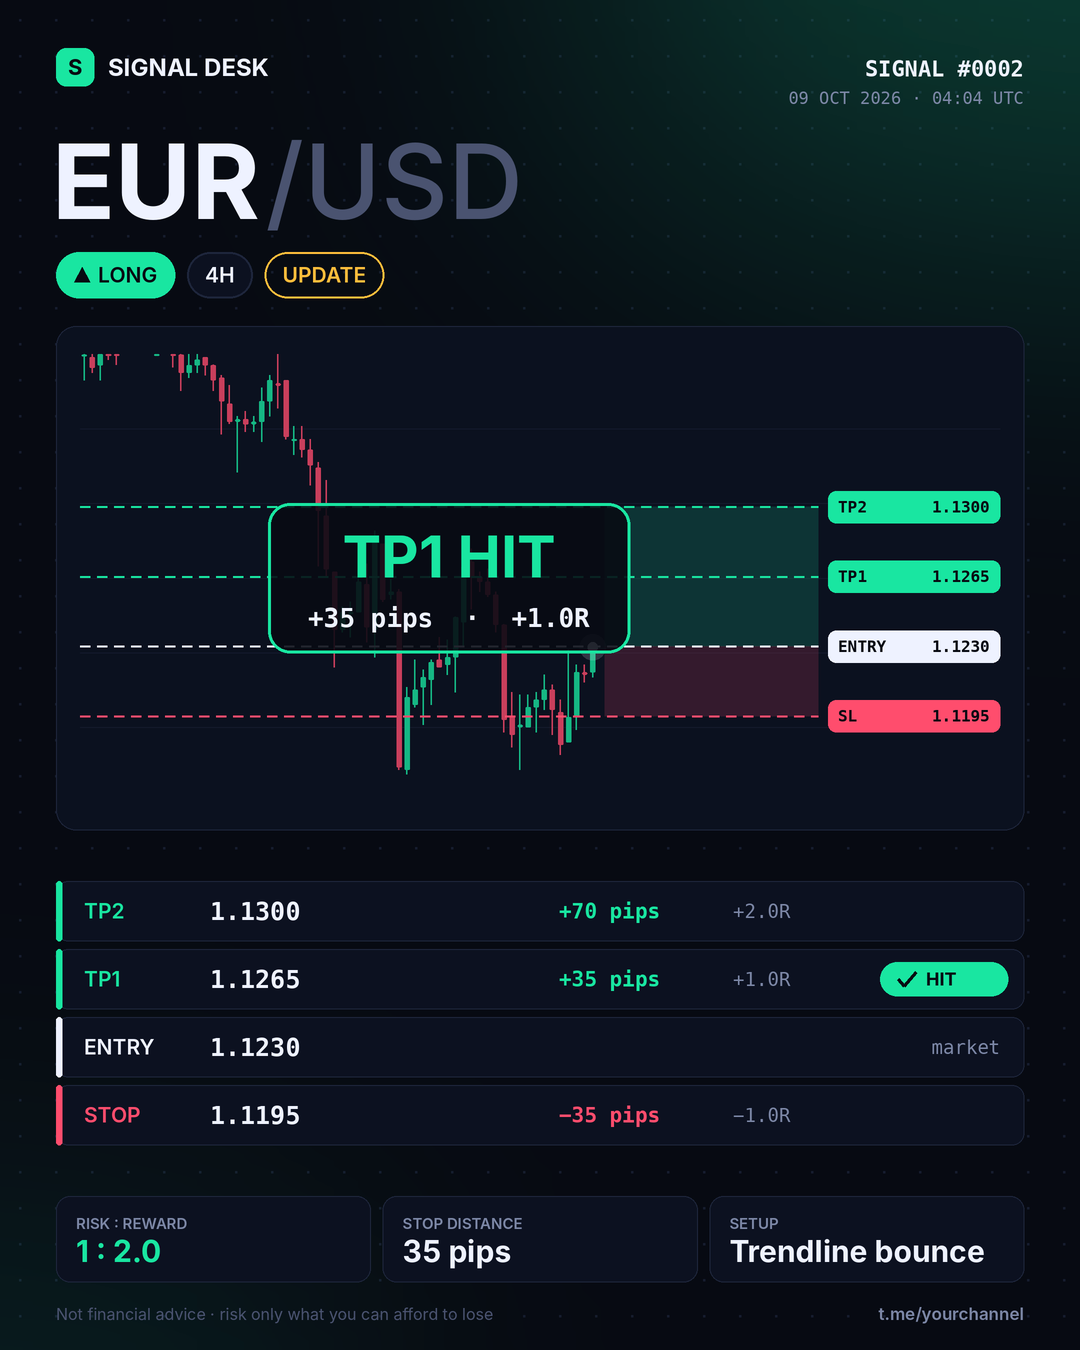 S SIGNAL DESK
SIGNAL #0002
09 OCT 2026 · 04:04 UTC
EUR/USD
▲ LONG
4H
UPDATE
TP2 1.1300
TP1 HIT
TP1 1.1265
+35 pips · +1.0R
ENTRY 1.1230
SL 1.1195
TP2 1.1300 +70 pips +2.0R
TP1 1.1265 +35 pips +1.0R ✓ HIT
ENTRY 1.1230 market
STOP 1.1195 −35 pips −1.0R
RISK : REWARD
1 : 2.0
STOP DISTANCE
35 pips
SETUP
Trendline bounce
Not financial advice · risk only what you can afford to lose
t.me/yourchannel